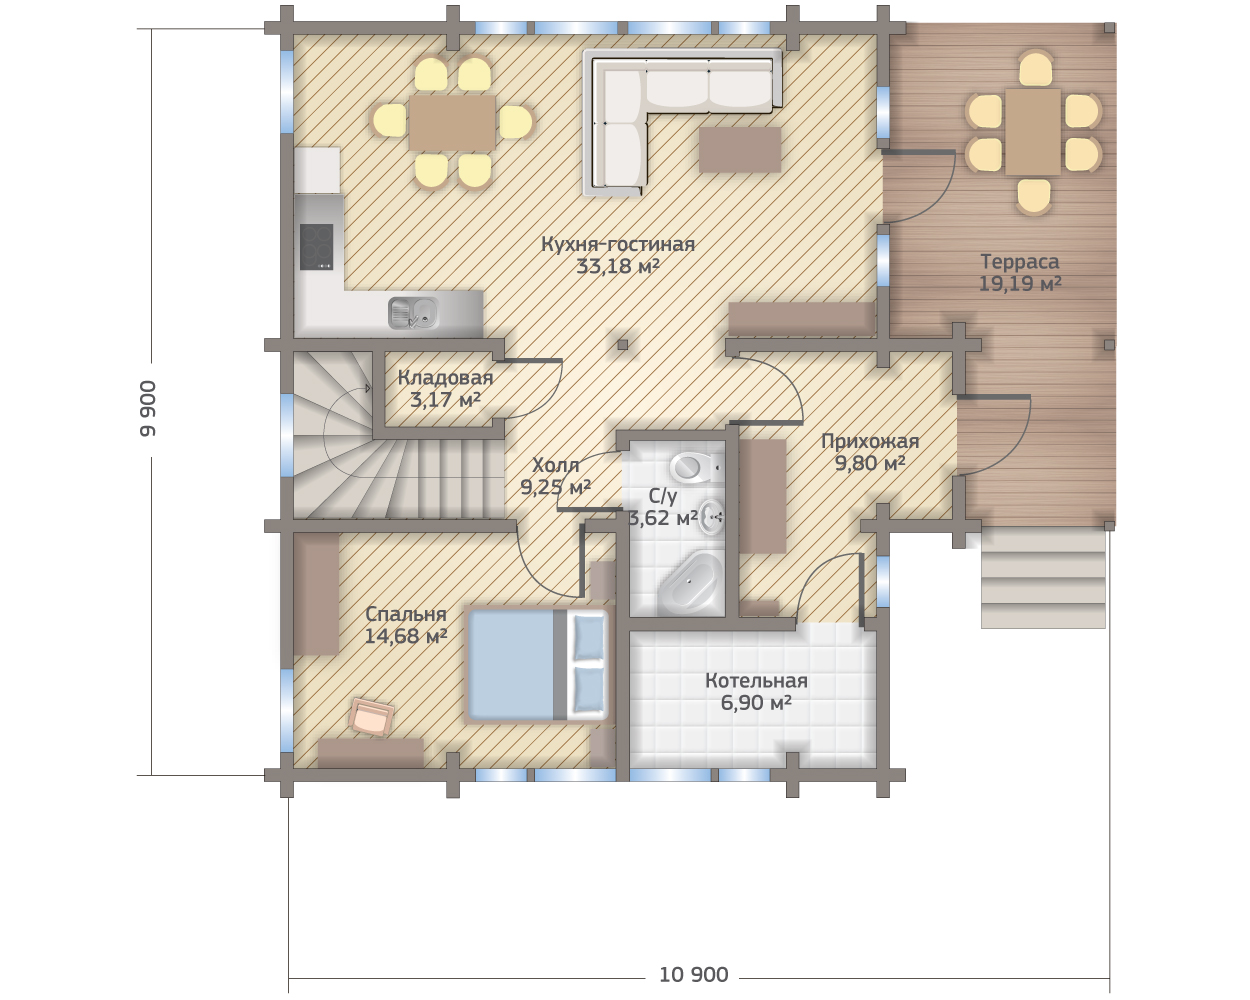 Кухня-гостиная
33,18 м²
Терраса
19,19 м²
Кладовая
3,17 м²
9 900
Прихожая
9,80 м²
Холл
9,25 м²
С/у
3,62 м²
Спальня
14,68 м²
Котельная
6,90 м²
10 900